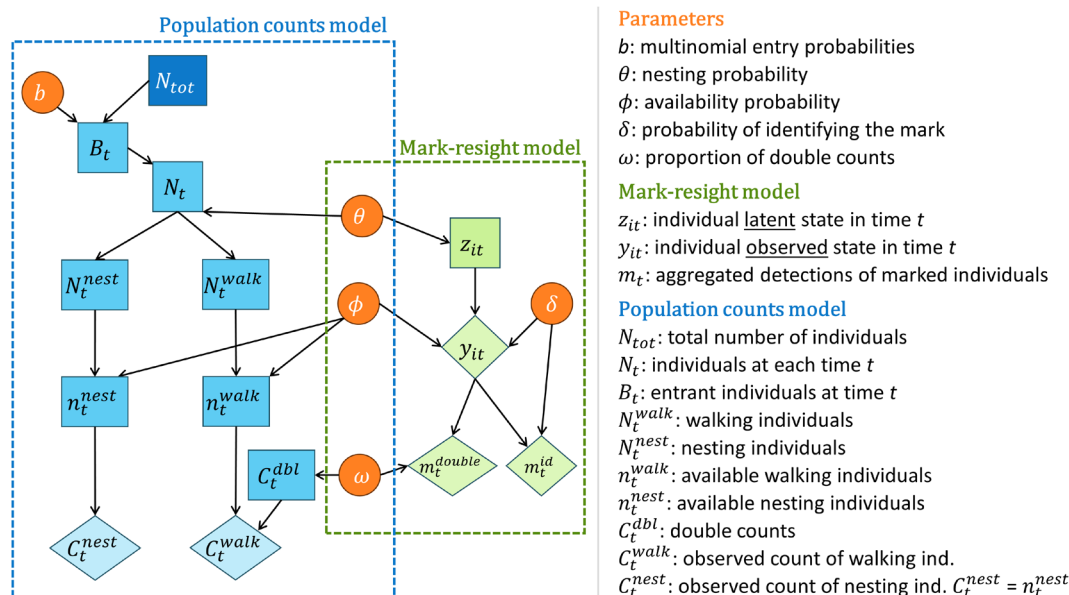 Population counts model
b
N_tot
B_t
Mark-resight model
N_t
θ
z_it
N_t^nest
N_t^walk
ϕ
δ
y_it
n_t^nest
n_t^walk
C_t^dbl
ω
m_t^double
m_t^id
C_t^nest
C_t^walk
Parameters
b: multinomial entry probabilities
θ: nesting probability
ϕ: availability probability
δ: probability of identifying the mark
ω: proportion of double counts
Mark-resight model
z_it: individual latent state in time t
y_it: individual observed state in time t
m_t: aggregated detections of marked individuals
Population counts model
N_tot: total number of individuals
N_t: individuals at each time t
B_t: entrant individuals at time t
N_t^walk: walking individuals
N_t^nest: nesting individuals
n_t^walk: available walking individuals
n_t^nest: available nesting individuals
C_t^dbl: double counts
C_t^walk: observed count of walking ind.
C_t^nest: observed count of nesting ind. C_t^nest = n_t^nest